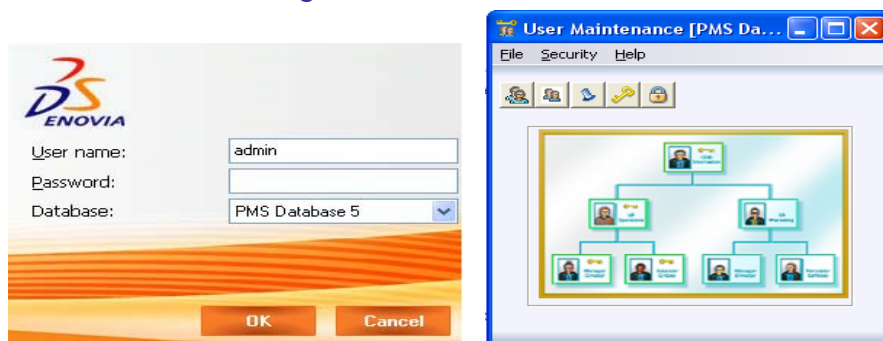 ENOVIA
User name:
admin
Password:
Database:
PMS Database 5
OK
Cancel
User Maintenance [PMS Da...
File Security Help